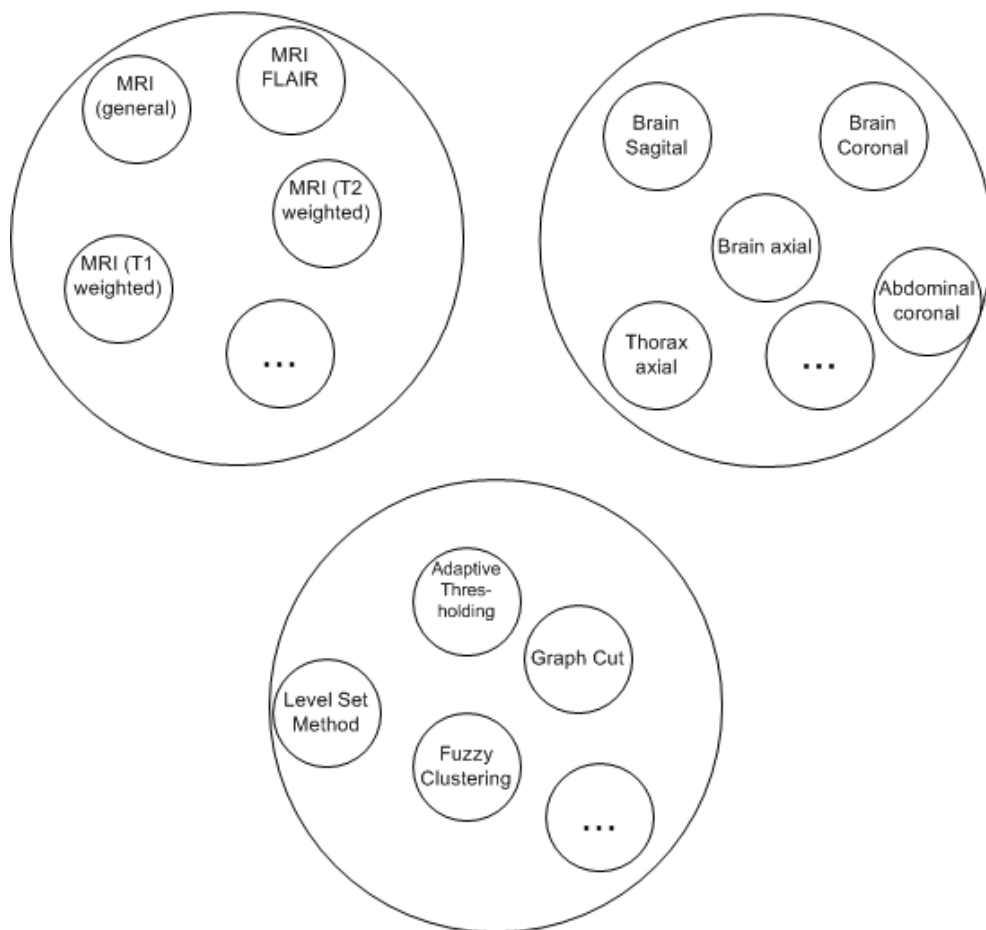 MRI
(general)
MRI
FLAIR
MRI (T2
weighted)
MRI (T1
weighted)
...
Brain
Sagital
Brain
Coronal
Brain axial
Abdominal
coronal
Thorax
axial
...
Adaptive
Thres-
holding
Graph Cut
Level Set
Method
Fuzzy
Clustering
...